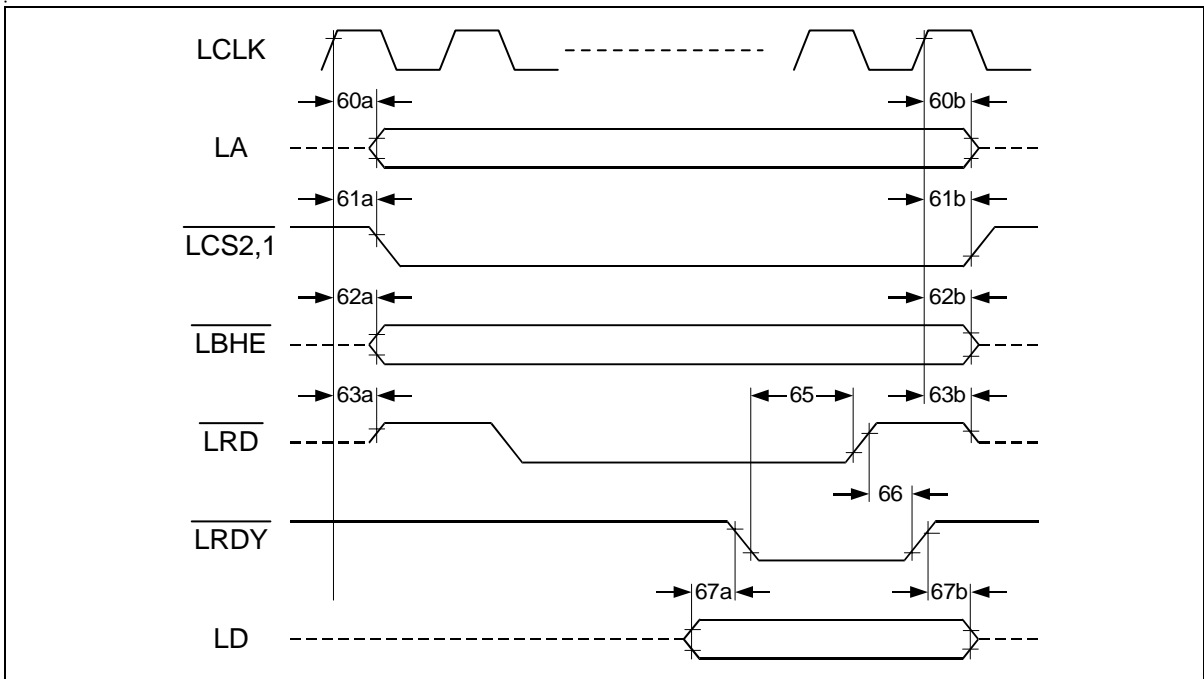 LCLK
60a 60b
LA
61a 61b
LCS2,1
62a 62b
LBHE
63a 65 63b
LRD
66
LRDY
67a 67b
LD